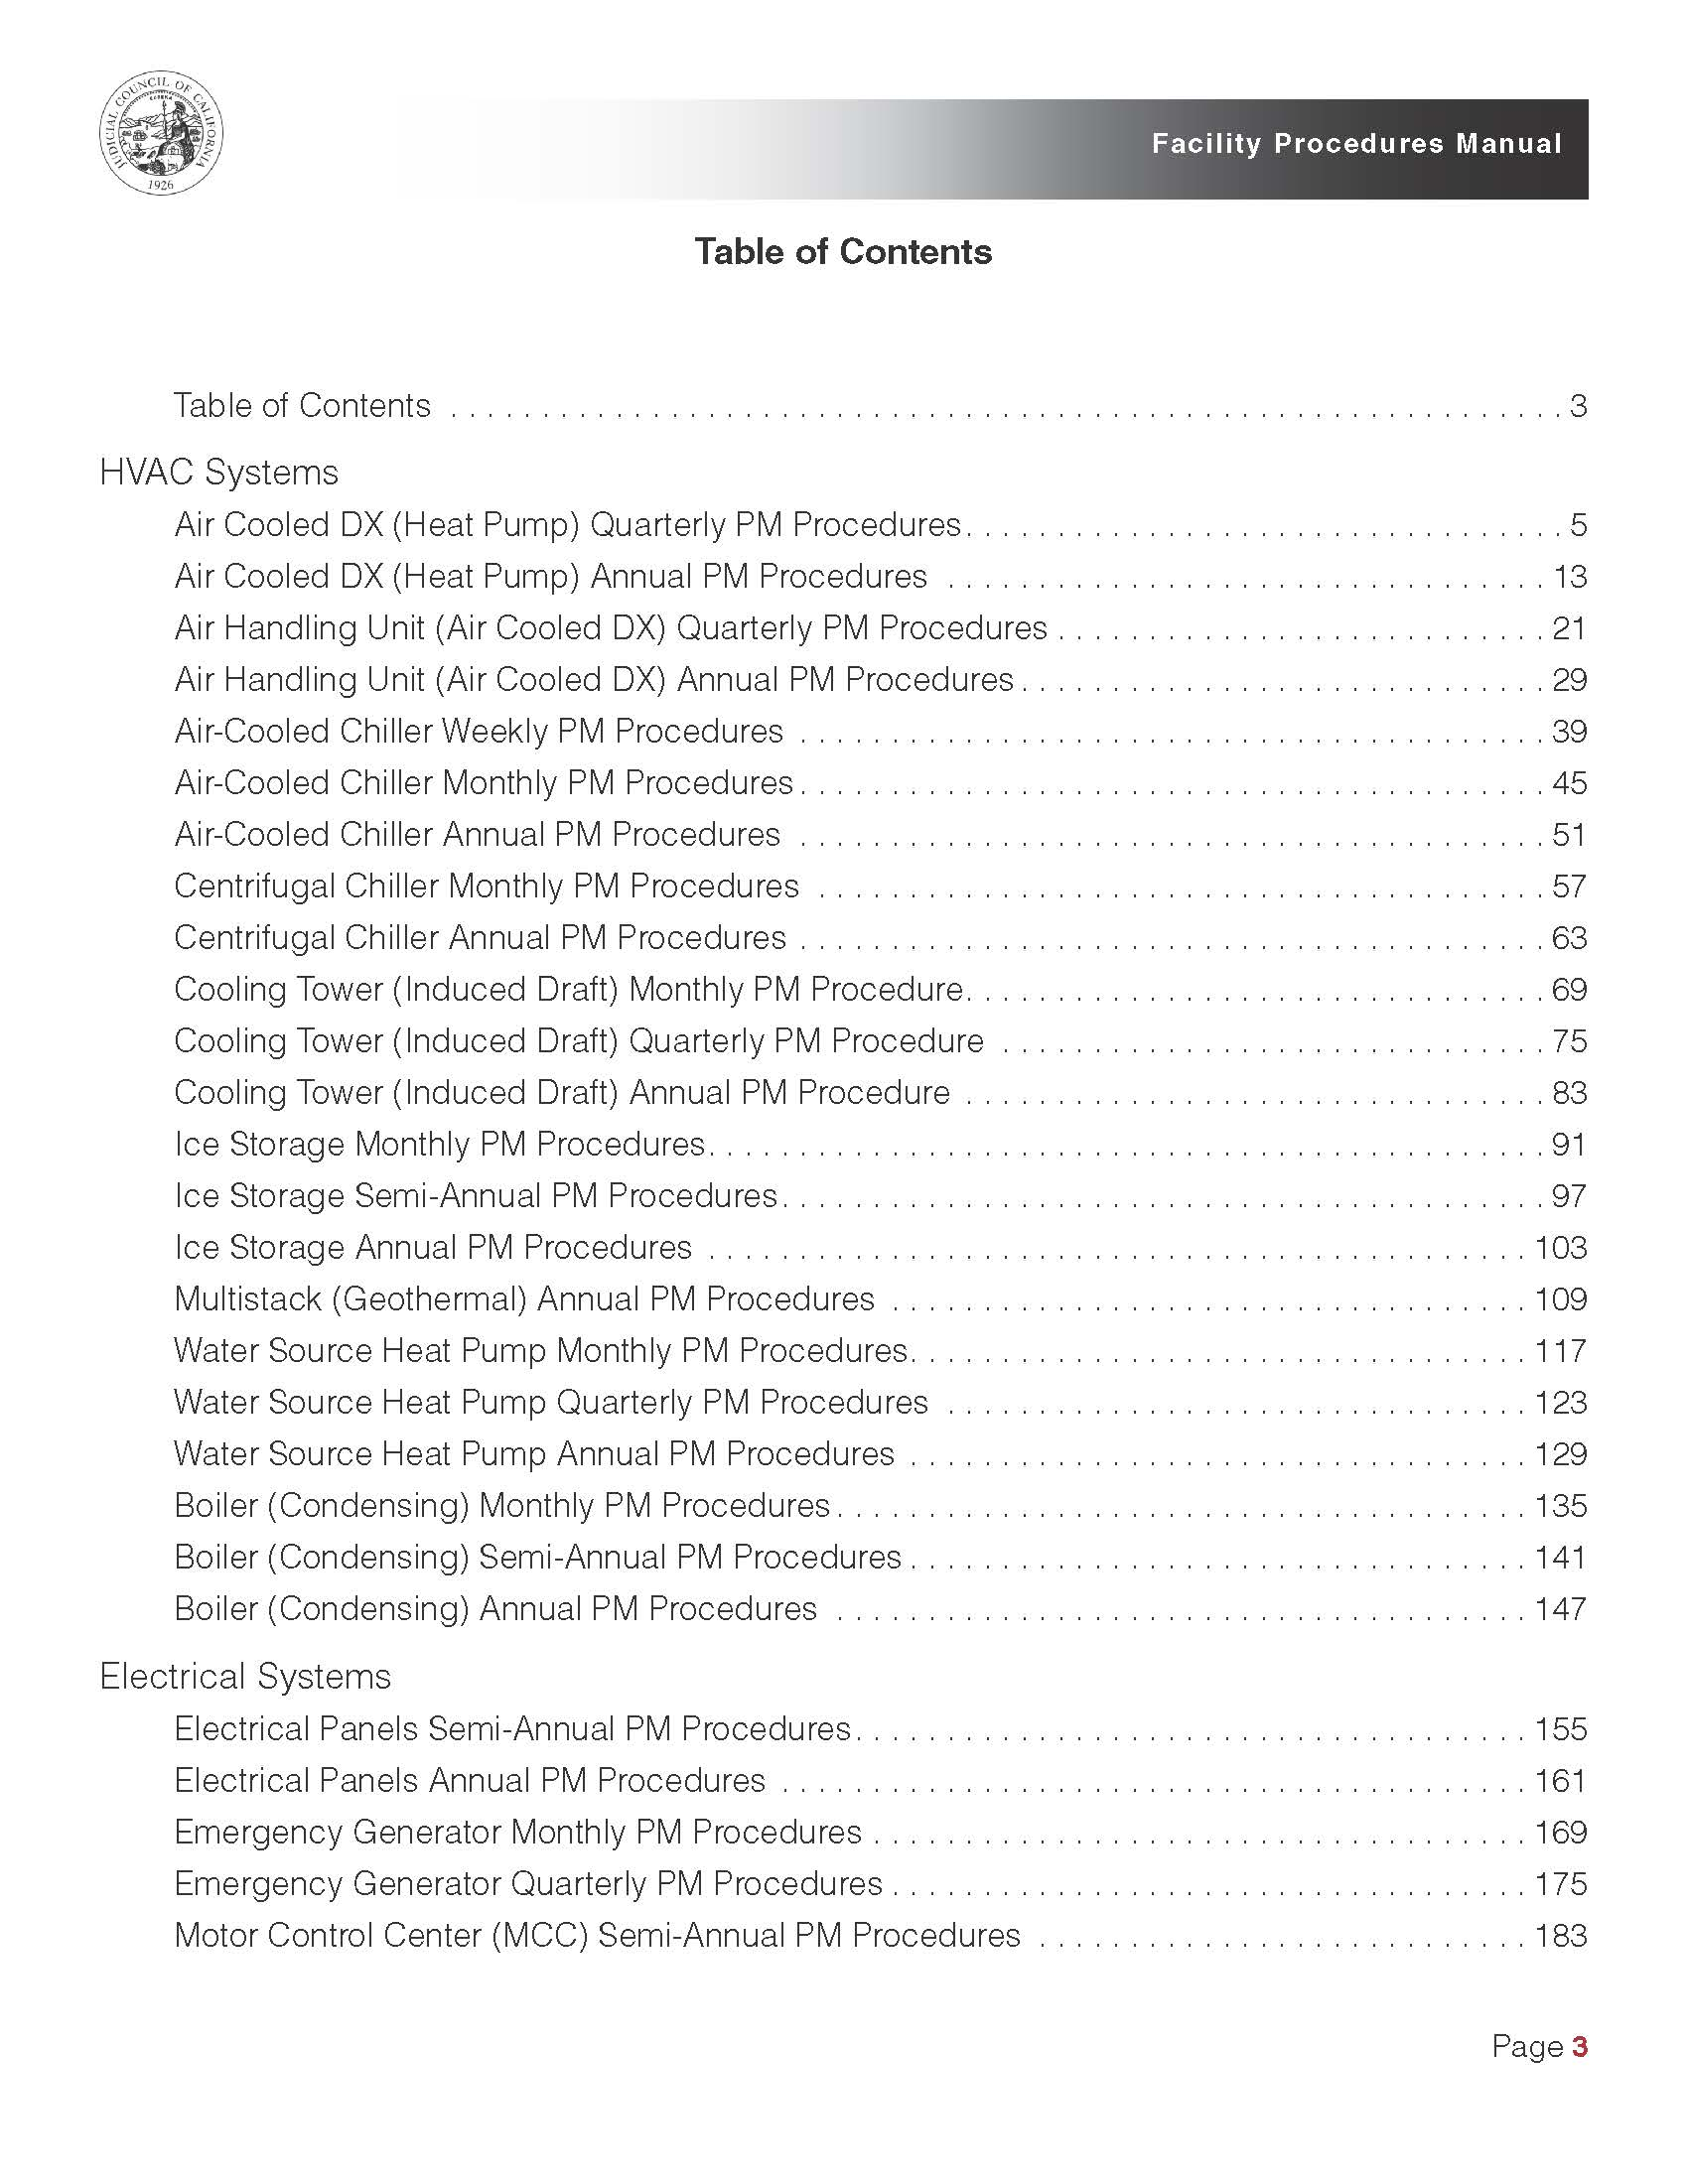 JUDICIAL COUNCIL OF CALIFORNIA
EUREKA
1926
Facility Procedures Manual
Table of Contents
Table of Contents . . . . . . . . . . . . . . . . . . . . 3
HVAC Systems
Air Cooled DX (Heat Pump) Quarterly PM Procedures. . . . . . . . . . . . . . . . . . . . 5
Air Cooled DX (Heat Pump) Annual PM Procedures . . . . . . . . . . . . . . . . . . . . 13
Air Handling Unit (Air Cooled DX) Quarterly PM Procedures . . . . . . . . . . . . . . . . . . . . 21
Air Handling Unit (Air Cooled DX) Annual PM Procedures . . . . . . . . . . . . . . . . . . . . 29
Air-Cooled Chiller Weekly PM Procedures . . . . . . . . . . . . . . . . . . . . 39
Air-Cooled Chiller Monthly PM Procedures . . . . . . . . . . . . . . . . . . . . 45
Air-Cooled Chiller Annual PM Procedures . . . . . . . . . . . . . . . . . . . . 51
Centrifugal Chiller Monthly PM Procedures . . . . . . . . . . . . . . . . . . . . 57
Centrifugal Chiller Annual PM Procedures . . . . . . . . . . . . . . . . . . . . 63
Cooling Tower (Induced Draft) Monthly PM Procedure. . . . . . . . . . . . . . . . . . . . 69
Cooling Tower (Induced Draft) Quarterly PM Procedure . . . . . . . . . . . . . . . . . . . . 75
Cooling Tower (Induced Draft) Annual PM Procedure . . . . . . . . . . . . . . . . . . . . 83
Ice Storage Monthly PM Procedures. . . . . . . . . . . . . . . . . . . . 91
Ice Storage Semi-Annual PM Procedures. . . . . . . . . . . . . . . . . . . . 97
Ice Storage Annual PM Procedures . . . . . . . . . . . . . . . . . . . . 103
Multistack (Geothermal) Annual PM Procedures . . . . . . . . . . . . . . . . . . . . 109
Water Source Heat Pump Monthly PM Procedures. . . . . . . . . . . . . . . . . . . . 117
Water Source Heat Pump Quarterly PM Procedures . . . . . . . . . . . . . . . . . . . . 123
Water Source Heat Pump Annual PM Procedures . . . . . . . . . . . . . . . . . . . . 129
Boiler (Condensing) Monthly PM Procedures . . . . . . . . . . . . . . . . . . . . 135
Boiler (Condensing) Semi-Annual PM Procedures . . . . . . . . . . . . . . . . . . . . 141
Boiler (Condensing) Annual PM Procedures . . . . . . . . . . . . . . . . . . . . 147
Electrical Systems
Electrical Panels Semi-Annual PM Procedures. . . . . . . . . . . . . . . . . . . . 155
Electrical Panels Annual PM Procedures . . . . . . . . . . . . . . . . . . . . 161
Emergency Generator Monthly PM Procedures . . . . . . . . . . . . . . . . . . . . 169
Emergency Generator Quarterly PM Procedures . . . . . . . . . . . . . . . . . . . . 175
Motor Control Center (MCC) Semi-Annual PM Procedures . . . . . . . . . . . . . . . . . . . . 183
Page 3